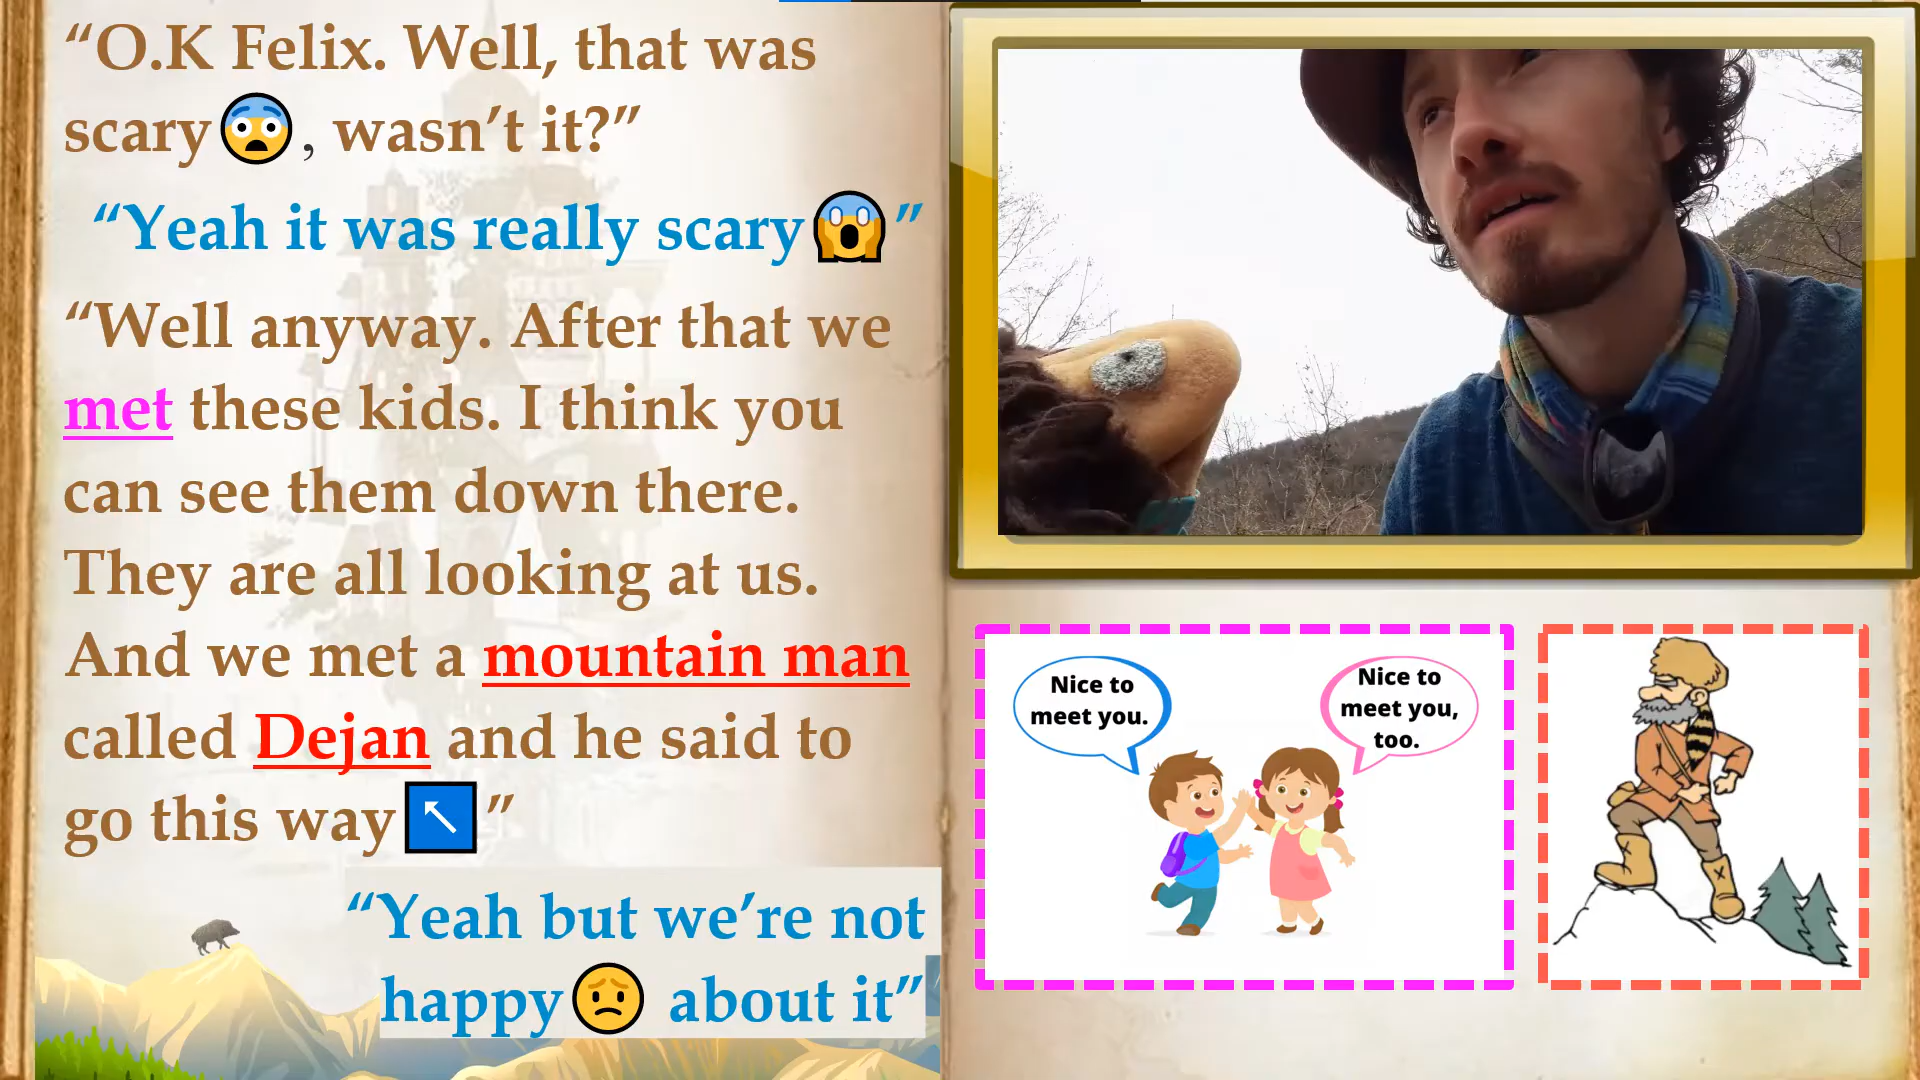 “O.K Felix. Well, that was
scary😨, wasn’t it?”
“Yeah it was really scary😱”
“Well anyway. After that we
met these kids. I think you
can see them down there.
They are all looking at us.
And we met a mountain man
called Dejan and he said to
go this way↖”
“Yeah but we’re not
happy😟 about it”
Nice to
meet you.
Nice to
meet you,
too.